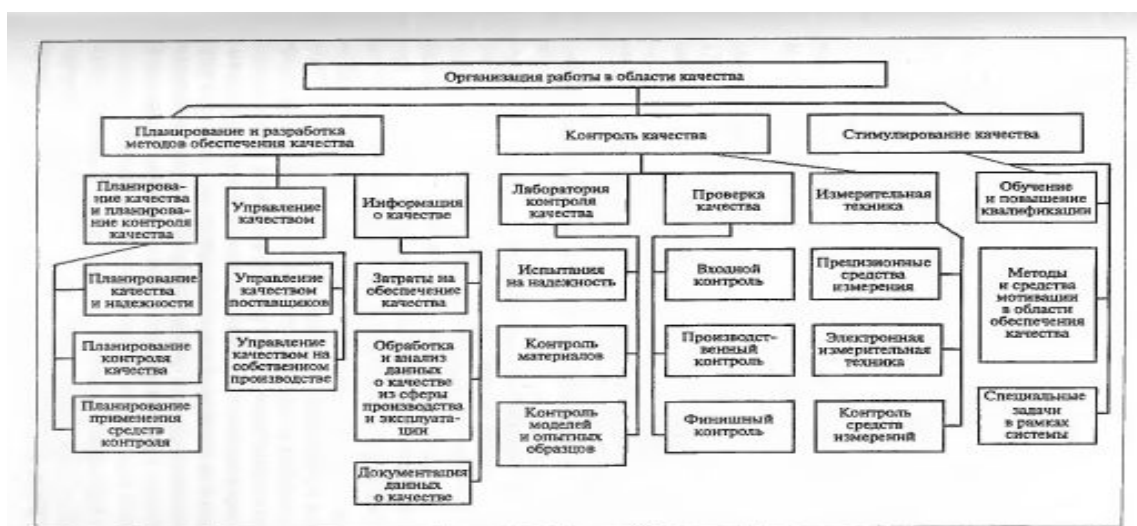 Организация работы в области качества
Планирование и разработка
методов обеспечения качества
Контроль качества
Стимулирование качества
Планирова-
ние качества
и планирова-
ние контроля
качества
Управление
качеством
Информация
о качестве
Лаборатория
контроля
качества
Проверка
качества
Измерительная
техника
Обучение
и повышение
квалификации
Планирование
качества
и надежности
Управление
качеством
поставщиков
Затраты на
обеспечение
качества
Испытания
на надежность
Входной
контроль
Прецизионные
средства
измерения
Методы
и средства
мотивации
в области
обеспечения
качества
Планирование
контроля
качества
Управление
качеством на
собственном
производстве
Обработка
и анализ
данных
о качестве
из сферы
производства
и эксплуата-
ции
Контроль
материалов
Производст-
венный
контроль
Электронная
измерительная
техника
Планирование
применения
средств
контроля
Контроль
моделей
и опытных
образцов
Финишный
контроль
Контроль
средств
измерений
Специальные
задачи
в рамках
системы
Документация
данных
о качестве